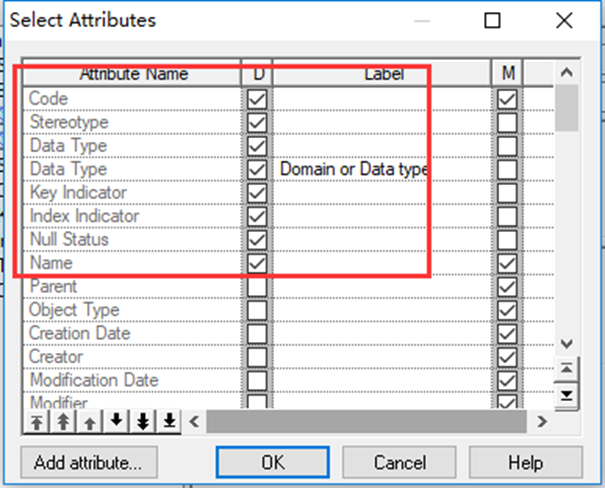 Select Attributes
Attribute Name D Label M
Code
Stereotype
Data Type
Data Type Domain or Data type
Key Indicator
Index Indicator
Null Status
Name
Parent
Object Type
Creation Date
Creator
Modification Date
Modifier
Add attribute... OK Cancel Help